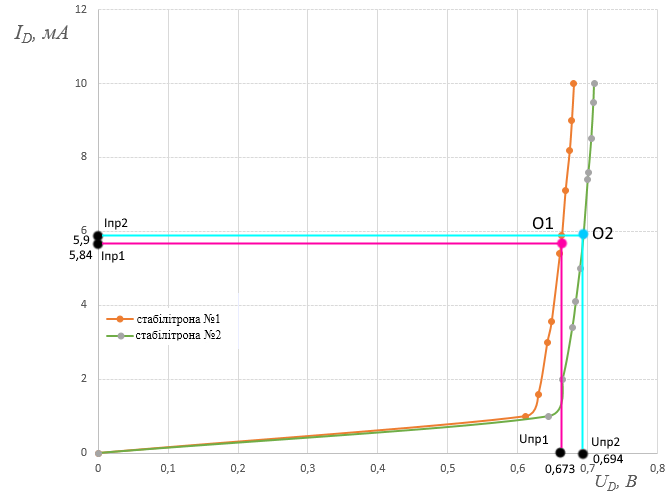 12
I_D, мА
10
8
Iпр2
6
5,9
5,84
Iпр1
O1
O2
4
стабілітрона №1
стабілітрона №2
2
Uпр1
Uпр2
0
0,673
0,694
0
0,1
0,2
0,3
0,4
0,5
0,6
0,7
0,8
U_D, В